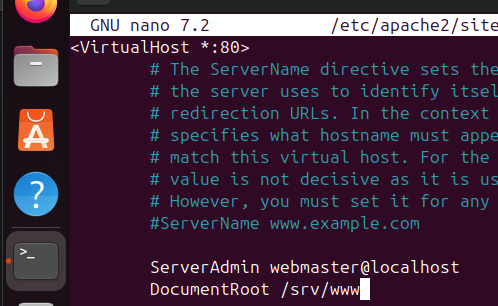 GNU nano 7.2 /etc/apache2/site
<VirtualHost *:80>
# The ServerName directive sets the
# the server uses to identify itsel
# redirection URLs. In the context
# specifies what hostname must appe
# match this virtual host. For the
# value is not decisive as it is us
# However, you must set it for any
#ServerName www.example.com
ServerAdmin webmaster@localhost
DocumentRoot /srv/www